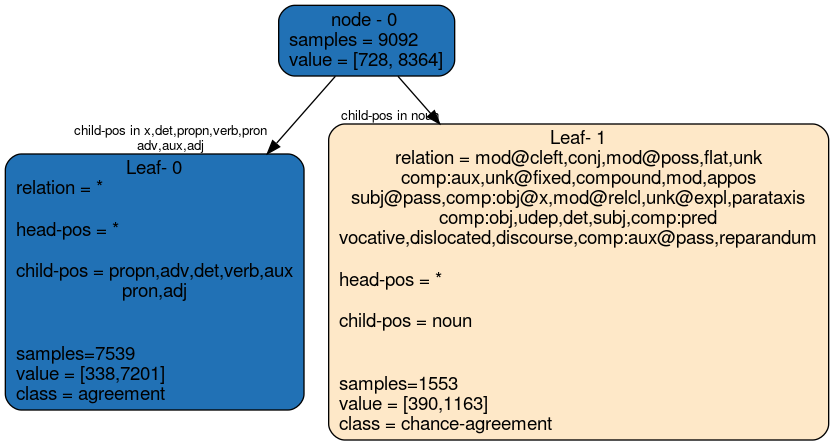 node - 0
samples = 9092
value = [728, 8364]
child-pos in x,det,propn,verb,pron
adv,aux,adj
child-pos in noun
Leaf- 0
relation = *
head-pos = *
child-pos = propn,adv,det,verb,aux
pron,adj
samples=7539
value = [338,7201]
class = agreement
Leaf- 1
relation = mod@cleft,conj,mod@poss,flat,unk
comp:aux,unk@fixed,compound,mod,appos
subj@pass,comp:obj@x,mod@relcl,unk@expl,parataxis
comp:obj,udep,det,subj,comp:pred
vocative,dislocated,discourse,comp:aux@pass,reparandum
head-pos = *
child-pos = noun
samples=1553
value = [390,1163]
class = chance-agreement